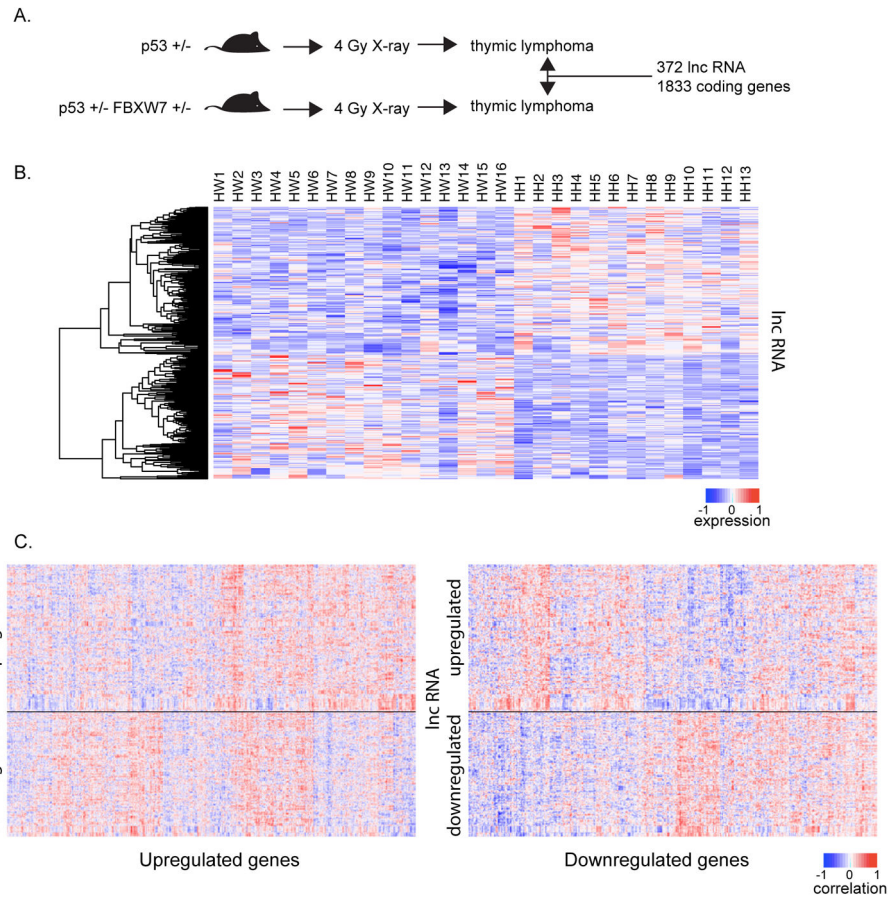 A.
p53 +/-
4 Gy X-ray
thymic lymphoma
372 lnc RNA
1833 coding genes
p53 +/- FBXW7 +/-
4 Gy X-ray
thymic lymphoma
B.
HW1
HW2
HW3
HW4
HW5
HW6
HW7
HW8
HW9
HW10
HW11
HW12
HW13
HW14
HW15
HW16
HH1
HH2
HH3
HH4
HH5
HH6
HH7
HH8
HH9
HH10
HH11
HH12
HH13
lnc RNA
-1 0 1
expression
C.
lnc RNA
upregulated
downregulated
Upregulated genes
Downregulated genes
-1 0 1
correlation